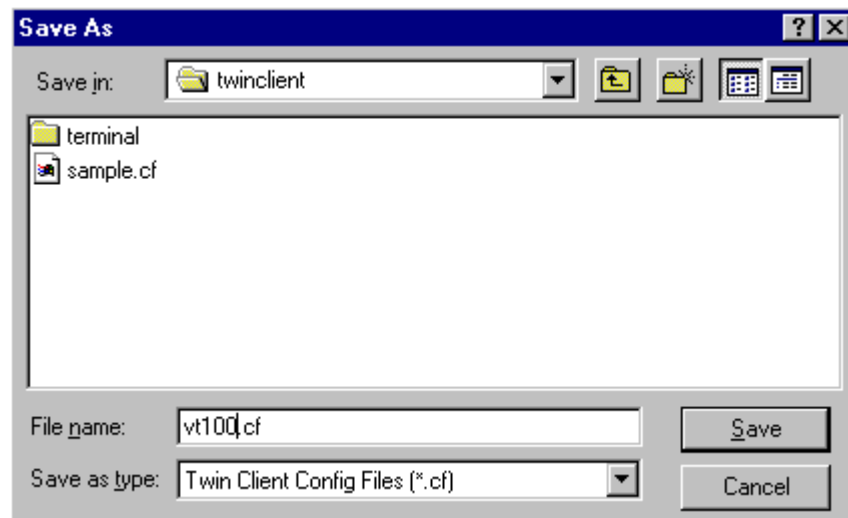 Save As
Save in: twinclient
terminal
sample.cf
File name: vt100.cf Save
Save as type: Twin Client Config Files (*.cf) Cancel